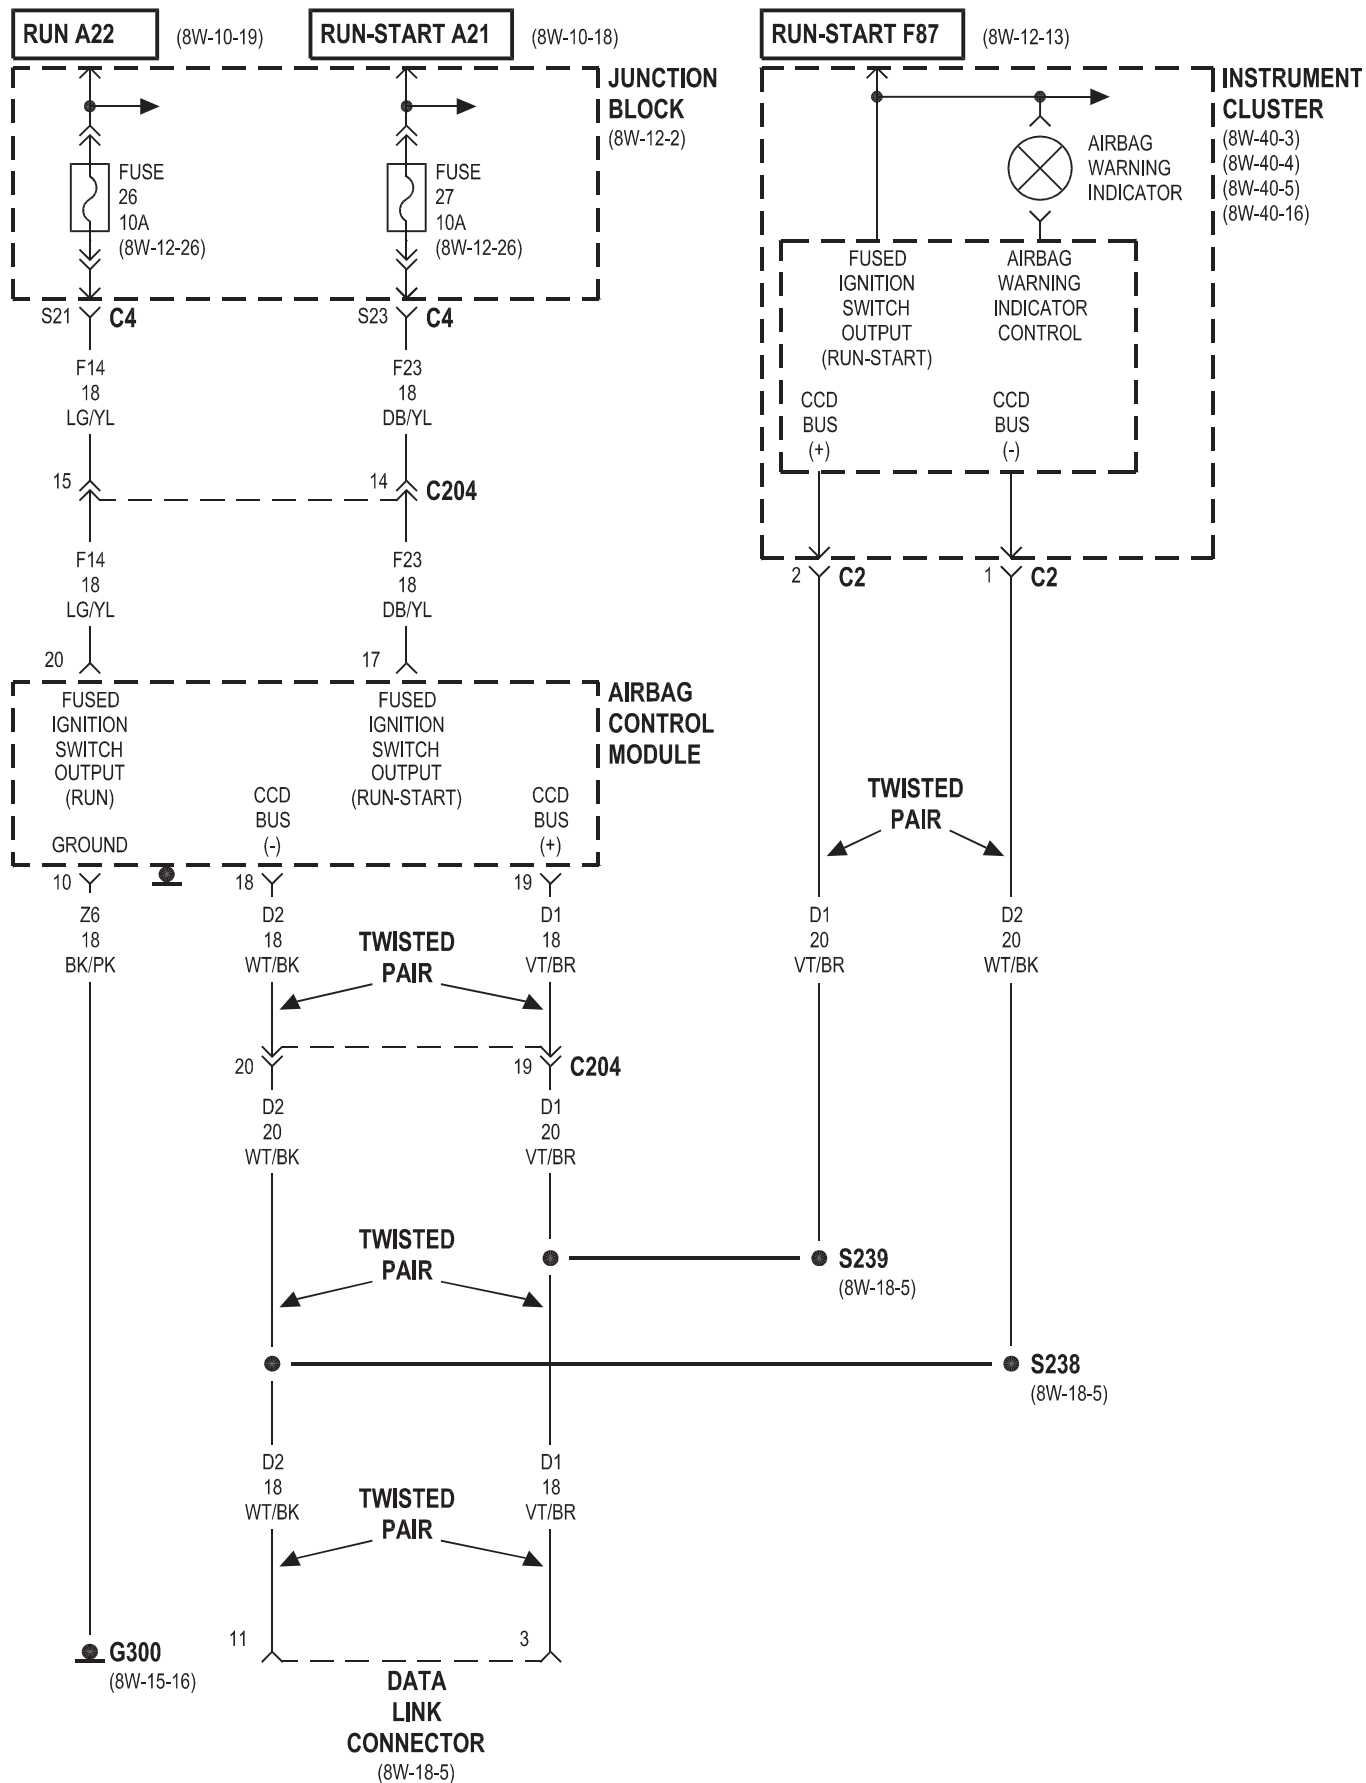 RUN A22
(8W-10-19)
RUN-START A21
(8W-10-18)
RUN-START F87
(8W-12-13)
JUNCTION
BLOCK
(8W-12-2)
FUSE
26
10A
(8W-12-26)
FUSE
27
10A
(8W-12-26)
S21
C4
S23
C4
F14
18
LG/YL
F23
18
DB/YL
15
14
C204
F14
18
LG/YL
F23
18
DB/YL
20
17
INSTRUMENT
CLUSTER
(8W-40-3)
(8W-40-4)
(8W-40-5)
(8W-40-16)
AIRBAG
WARNING
INDICATOR
FUSED
IGNITION
SWITCH
OUTPUT
(RUN-START)
AIRBAG
WARNING
INDICATOR
CONTROL
CCD
BUS
(+)
CCD
BUS
(-)
2
C2
1
C2
AIRBAG
CONTROL
MODULE
FUSED
IGNITION
SWITCH
OUTPUT
(RUN)
FUSED
IGNITION
SWITCH
OUTPUT
(RUN-START)
GROUND
CCD
BUS
(-)
CCD
BUS
(+)
10
18
19
Z6
18
BK/PK
D2
18
WT/BK
TWISTED
PAIR
D1
18
VT/BR
TWISTED
PAIR
D1
20
VT/BR
D2
20
WT/BK
20
19
C204
D2
20
WT/BK
D1
20
VT/BR
TWISTED
PAIR
S239
(8W-18-5)
S238
(8W-18-5)
D2
18
WT/BK
D1
18
VT/BR
TWISTED
PAIR
G300
(8W-15-16)
11
3
DATA
LINK
CONNECTOR
(8W-18-5)